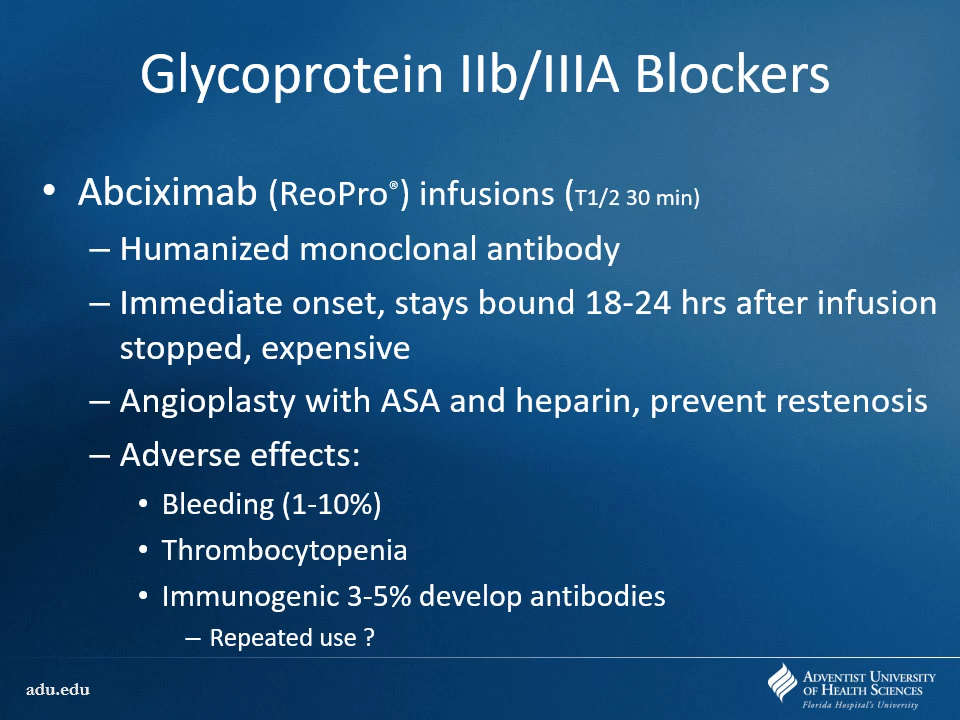 Glycoprotein IIb/IIIA Blockers
• Abciximab (ReoPro®) infusions (T1/2 30 min)
– Humanized monoclonal antibody
– Immediate onset, stays bound 18-24 hrs after infusion
stopped, expensive
– Angioplasty with ASA and heparin, prevent restenosis
– Adverse effects:
• Bleeding (1-10%)
• Thrombocytopenia
• Immunogenic 3-5% develop antibodies
– Repeated use ?
adu.edu
ADVENTIST UNIVERSITY
OF HEALTH SCIENCES
Florida Hospital's University